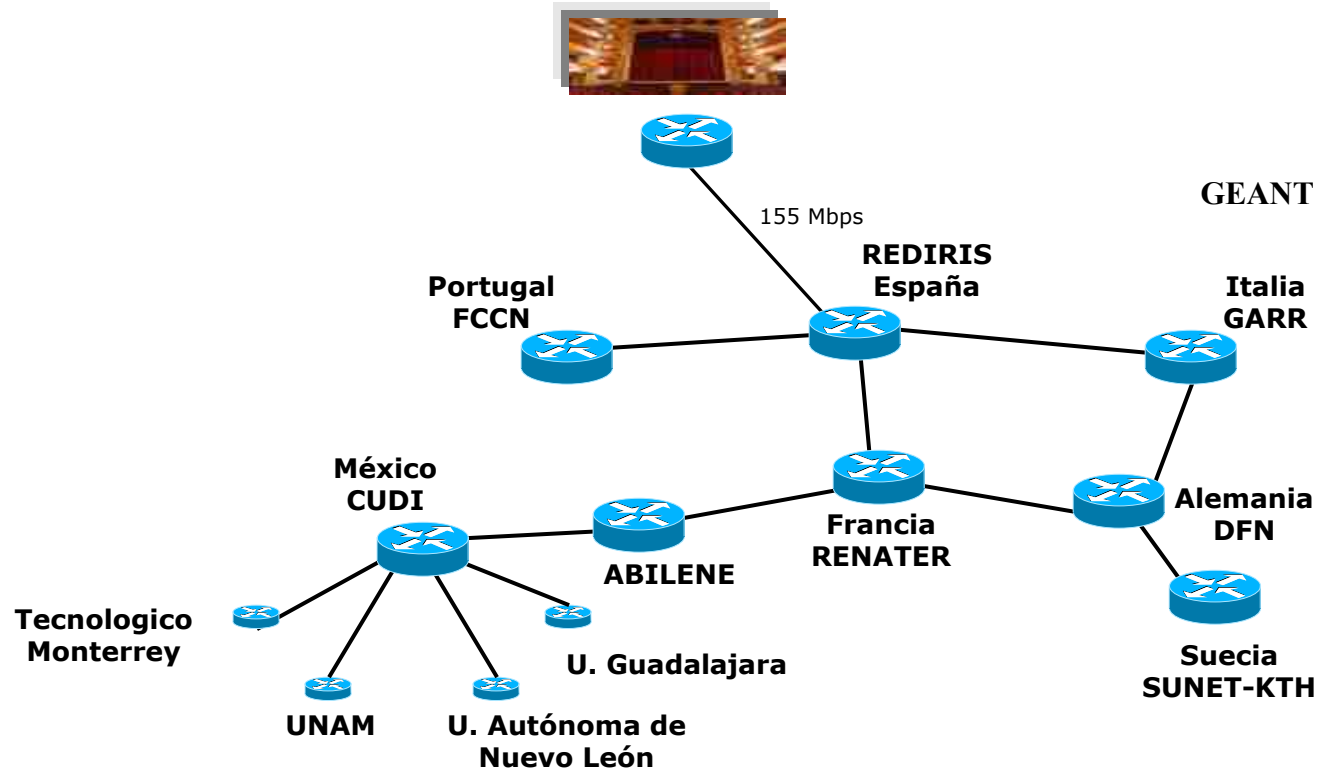 155 Mbps
GEANT
REDIRIS
España
Portugal
FCCN
Italia
GARR
México
CUDI
Francia
RENATER
Alemania
DFN
ABILENE
Tecnologico
Monterrey
U. Guadalajara
Suecia
SUNET-KTH
UNAM
U. Autónoma de
Nuevo León